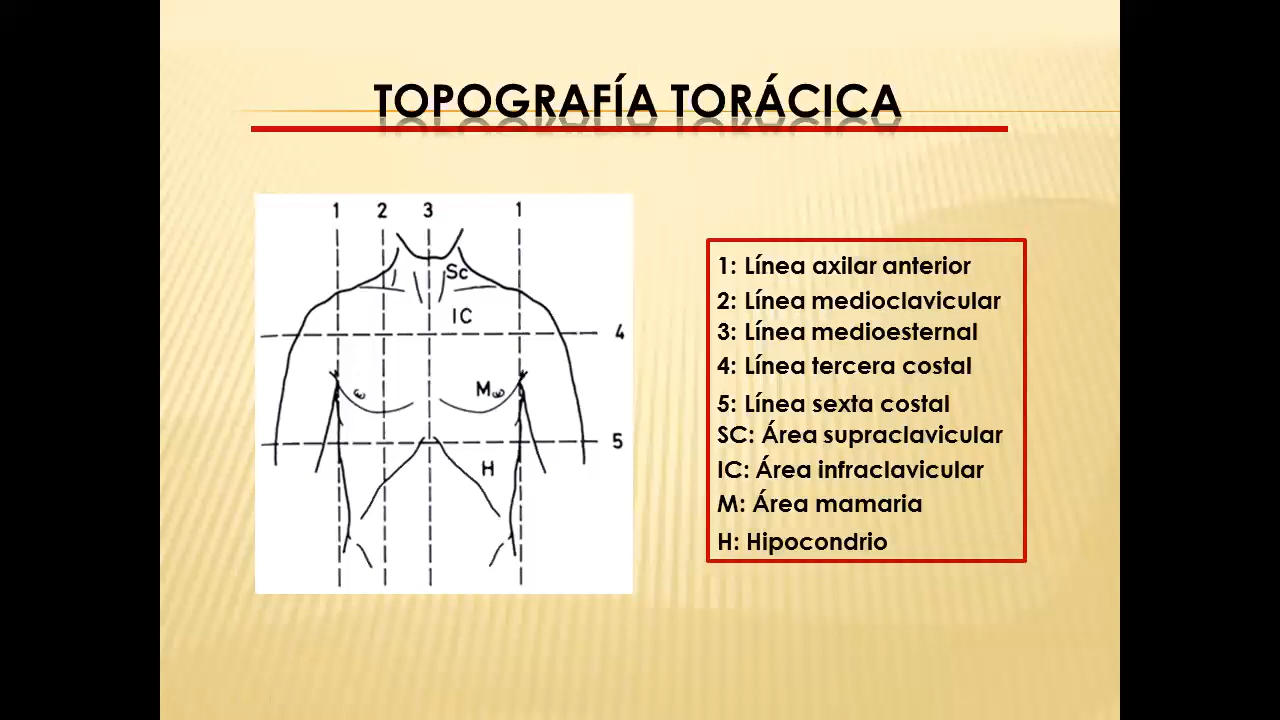 TOPOGRAFÍA TORÁCICA
1 2 3 1
Sc
IC
4
M
5
H
1: Línea axilar anterior
2: Línea medioclavicular
3: Línea medioesternal
4: Línea tercera costal
5: Línea sexta costal
SC: Área supraclavicular
IC: Área infraclavicular
M: Área mamaria
H: Hipocondrio